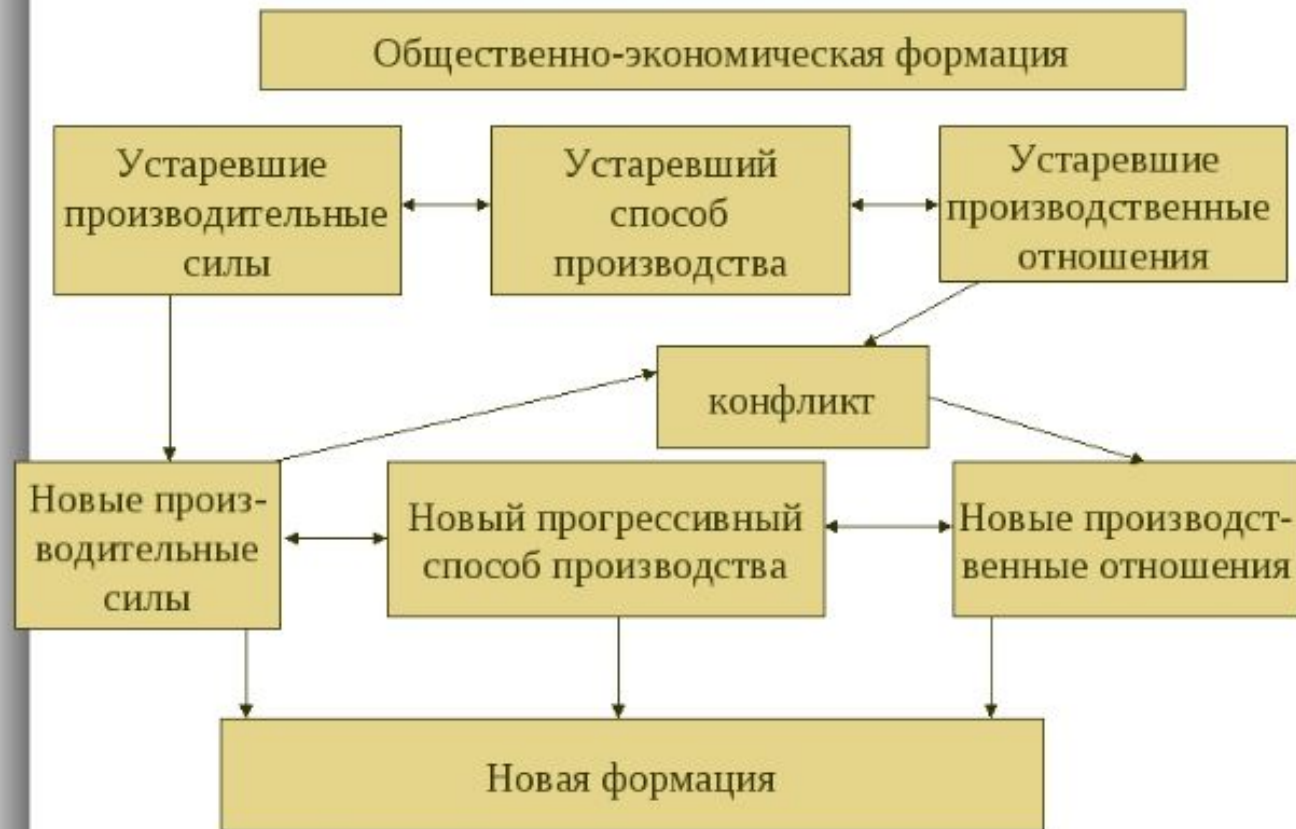 Общественно-экономическая формация
Устаревшие
производительные
силы
Устаревший
способ
производства
Устаревшие
производственные
отношения
конфликт
Новые произ-
водительные
силы
Новый прогрессивный
способ производства
Новые производст-
венные отношения
Новая формация